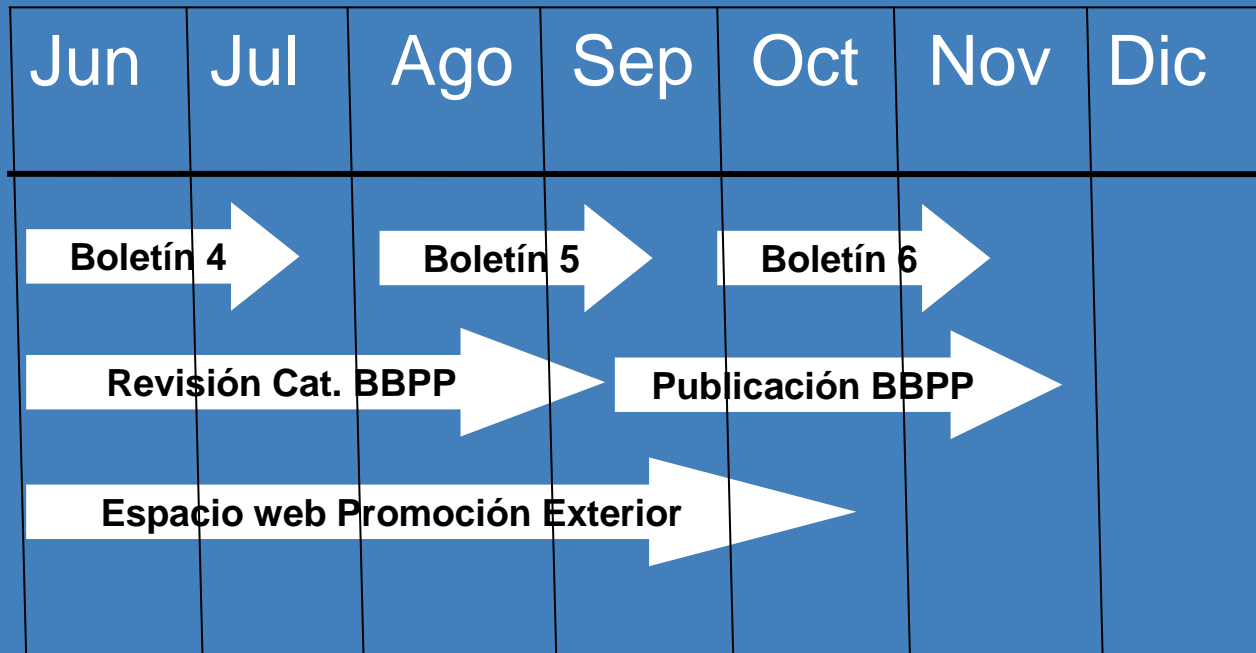 Jun Jul Ago Sep Oct Nov Dic
Boletín 4 Boletín 5 Boletín 6
Revisión Cat. BBPP Publicación BBPP
Espacio web Promoción Exterior